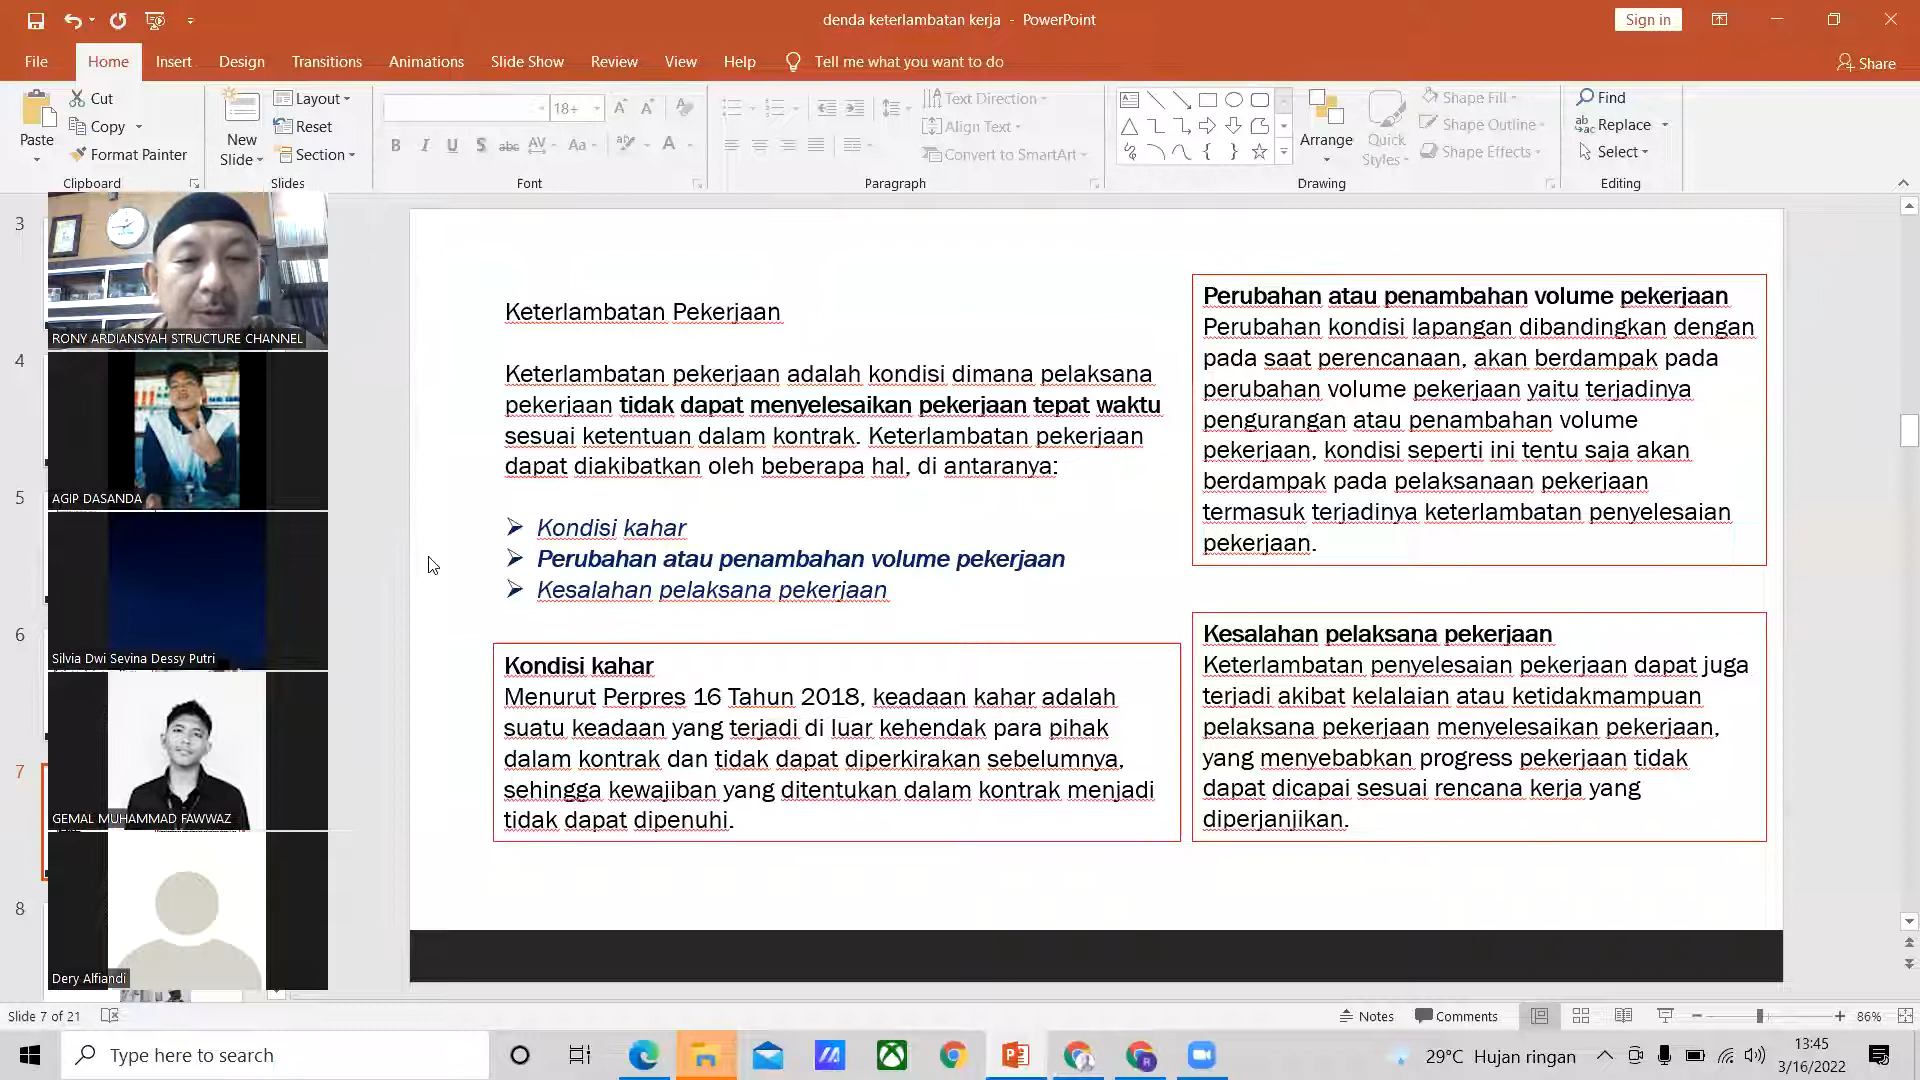 denda keterlambatan kerja - PowerPoint
Sign in
File Home Insert Design Transitions Animations Slide Show Review View Help Tell me what you want to do Share
Paste
Cut
Copy
Format Painter
Clipboard
New Slide
Layout
Reset
Section
Slides
18+
B I U S abc AV Aa A
Font
Text Direction
Align Text
Convert to SmartArt
Paragraph
Arrange
Quick Styles
Shape Fill
Shape Outline
Shape Effects
Drawing
Find
Replace
Select
Editing
3
4
5
6
7
8
RONY ARDIANSYAH STRUCTURE CHANNEL
AGIP DASANDA
Silvia Dwi Sevina Dessy Putri
GEMAL MUHAMMAD FAWWAZ
Dery Alfiandi
Keterlambatan Pekerjaan
Keterlambatan pekerjaan adalah kondisi dimana pelaksana
pekerjaan tidak dapat menyelesaikan pekerjaan tepat waktu
sesuai ketentuan dalam kontrak. Keterlambatan pekerjaan
dapat diakibatkan oleh beberapa hal, di antaranya:
Kondisi kahar
Perubahan atau penambahan volume pekerjaan
Kesalahan pelaksana pekerjaan
Kondisi kahar
Menurut Perpres 16 Tahun 2018, keadaan kahar adalah
suatu keadaan yang terjadi di luar kehendak para pihak
dalam kontrak dan tidak dapat diperkirakan sebelumnya,
sehingga kewajiban yang ditentukan dalam kontrak menjadi
tidak dapat dipenuhi.
Perubahan atau penambahan volume pekerjaan
Perubahan kondisi lapangan dibandingkan dengan
pada saat perencanaan, akan berdampak pada
perubahan volume pekerjaan yaitu terjadinya
pengurangan atau penambahan volume
pekerjaan, kondisi seperti ini tentu saja akan
berdampak pada pelaksanaan pekerjaan
termasuk terjadinya keterlambatan penyelesaian
pekerjaan.
Kesalahan pelaksana pekerjaan
Keterlambatan penyelesaian pekerjaan dapat juga
terjadi akibat kelalaian atau ketidakmampuan
pelaksana pekerjaan menyelesaikan pekerjaan,
yang menyebabkan progress pekerjaan tidak
dapat dicapai sesuai rencana kerja yang
diperjanjikan.
Slide 7 of 21
Notes
Comments
86%
Type here to search
29°C Hujan ringan
13:45
3/16/2022